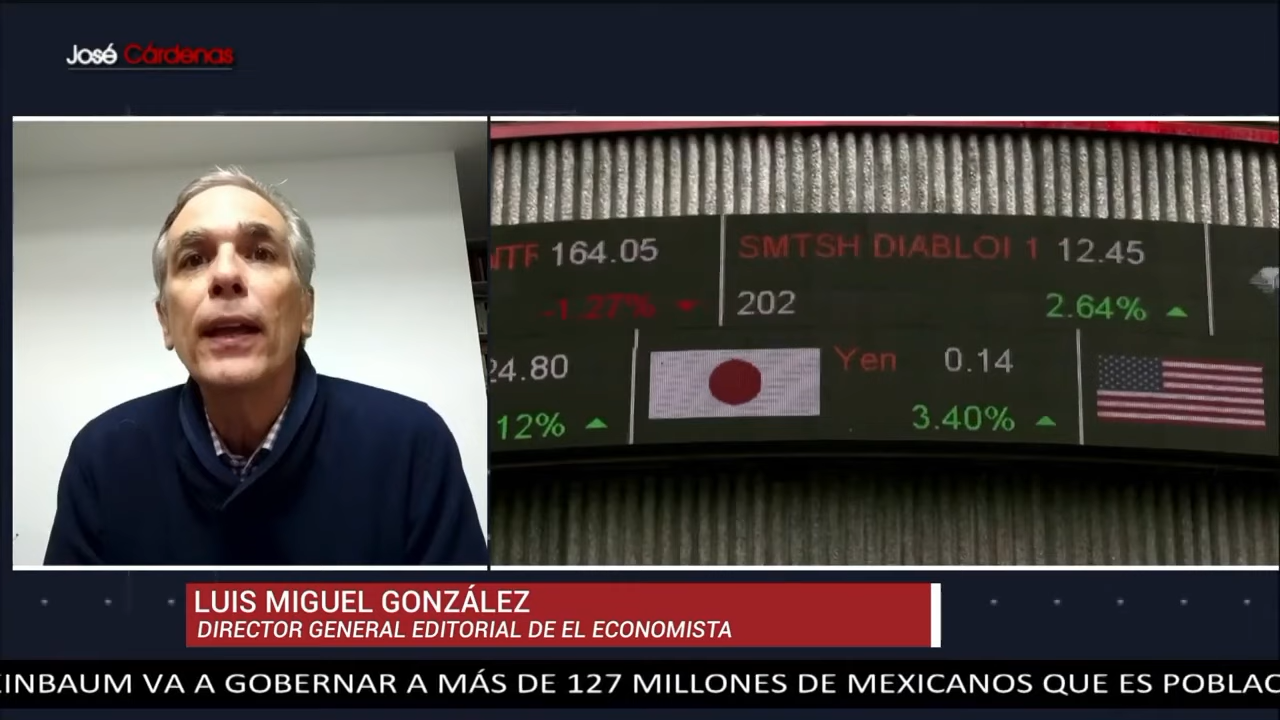 José Cárdenas
164.05 SMTSH DIABLOI 1 12.45
-1.27% 202 2.64%
24.80 Yen 0.14
12% 3.40%
LUIS MIGUEL GONZÁLEZ
DIRECTOR GENERAL EDITORIAL DE EL ECONOMISTA
INBAUM VA A GOBERNAR A MÁS DE 127 MILLONES DE MEXICANOS QUE ES POBLAC